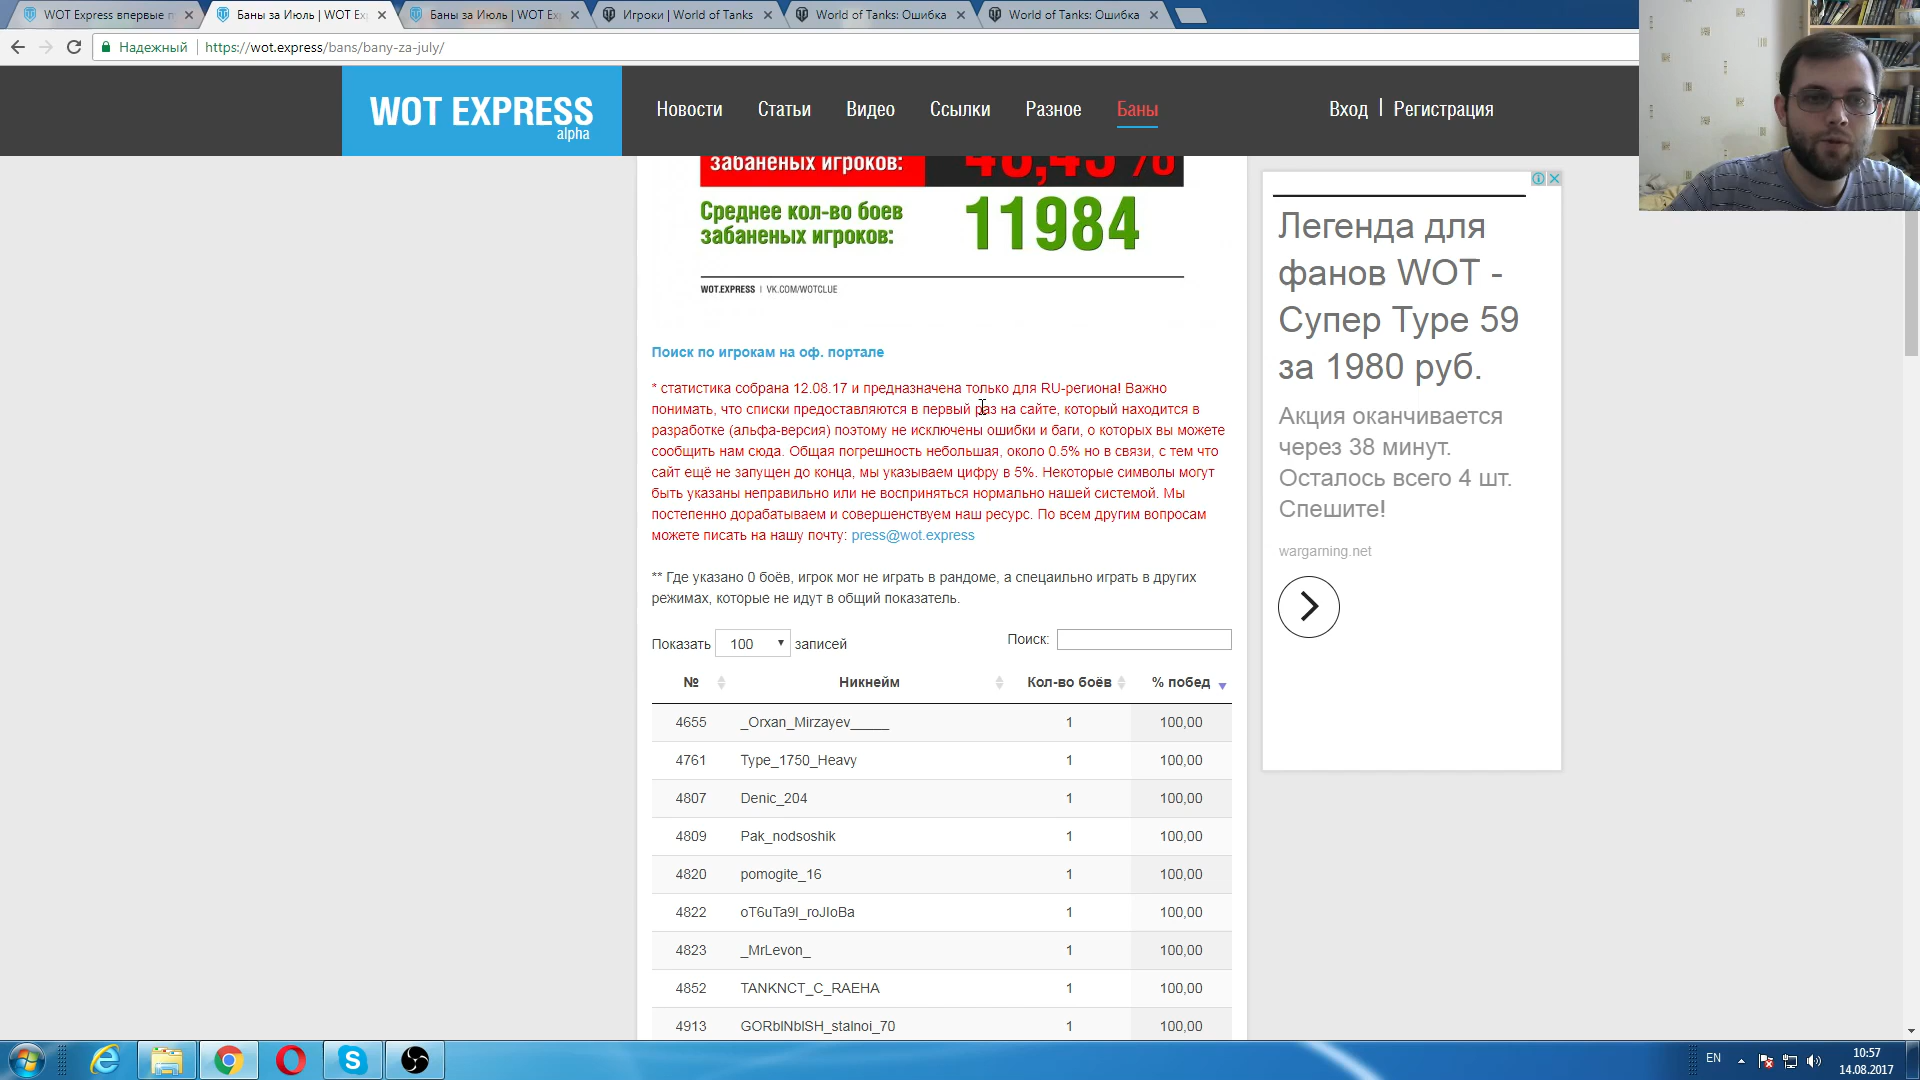 WOT Express впервые п
Баны за Июль | WOT Ex
Баны за Июль | WOT Ex
Игроки | World of Tanks
World of Tanks: Ошибка
World of Tanks: Ошибка
Надежный
https://wot.express/bans/bany-za-july/
WOT EXPRESS
alpha
Новости
Статьи
Видео
Ссылки
Разное
Баны
Вход | Регистрация
забаненых игроков:
48,45 %
Среднее кол-во боев
забаненых игроков:
11984
WOT.EXPRESS | VK.COM/WOTCLUE
Поиск по игрокам на оф. портале
* статистика собрана 12.08.17 и предназначена только для RU-региона! Важно
понимать, что списки предоставляются в первый раз на сайте, который находится в
разработке (альфа-версия) поэтому не исключены ошибки и баги, о которых вы можете
сообщить нам сюда. Общая погрешность небольшая, около 0.5% но в связи, с тем что
сайт ещё не запущен до конца, мы указываем цифру в 5%. Некоторые символы могут
быть указаны неправильно или не восприняться нормально нашей системой. Мы
постепенно дорабатываем и совершенствуем наш ресурс. По всем другим вопросам
можете писать на нашу почту: press@wot.express
** Где указано 0 боёв, игрок мог не играть в рандоме, а спецаильно играть в других
режимах, которые не идут в общий показатель.
Показать 100 записей
Поиск:
№ Никнейм Кол-во боёв % побед
4655 _Orxan_Mirzayev_____ 1 100,00
4761 Type_1750_Heavy 1 100,00
4807 Denic_204 1 100,00
4809 Pak_nodsoshik 1 100,00
4820 pomogite_16 1 100,00
4822 oT6uTa9I_roJIoBa 1 100,00
4823 _MrLevon_ 1 100,00
4852 TANKNCT_C_RAEHA 1 100,00
4913 GORbINbISH_stalnoi_70 1 100,00
Легенда для
фанов WOT -
Супер Type 59
за 1980 руб.
Акция оканчивается
через 38 минут.
Осталось всего 4 шт.
Спешите!
wargarning.net
EN
10:57
14.08.2017